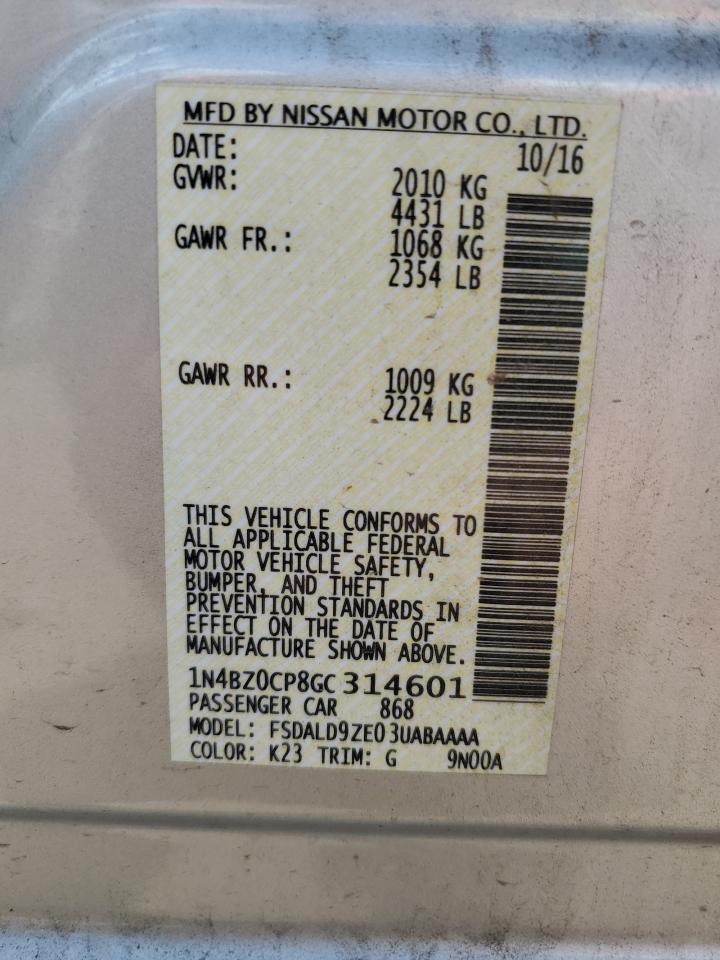 MFD BY NISSAN MOTOR CO., LTD.
DATE: 10/16
GVWR: 2010 KG
4431 LB
GAWR FR.: 1068 KG
2354 LB
GAWR RR.: 1009 KG
2224 LB
THIS VEHICLE CONFORMS TO
ALL APPLICABLE FEDERAL
MOTOR VEHICLE SAFETY,
BUMPER, AND THEFT
PREVENTION STANDARDS IN
EFFECT ON THE DATE OF
MANUFACTURE SHOWN ABOVE.
1N4BZ0CP8GC 314601
PASSENGER CAR 868
MODEL: FSDALD9ZE0 3UABAAAA
COLOR: K23 TRIM: G 9N00A